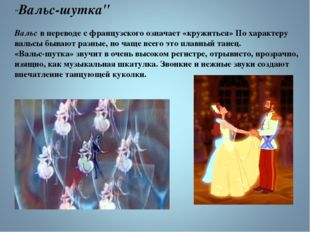 -Вальс-шутка"
Вальс в переводе с французского означает «кружиться» По характеру
вальсы бывают разные, но чаще всего это плавный танец.
«Вальс-шутка» звучит в очень высоком регистре, отрывисто, прозрачно,
изящно, как музыкальная шкатулка. Звонкие и нежные звуки создают
впечатление танцующей куколки.